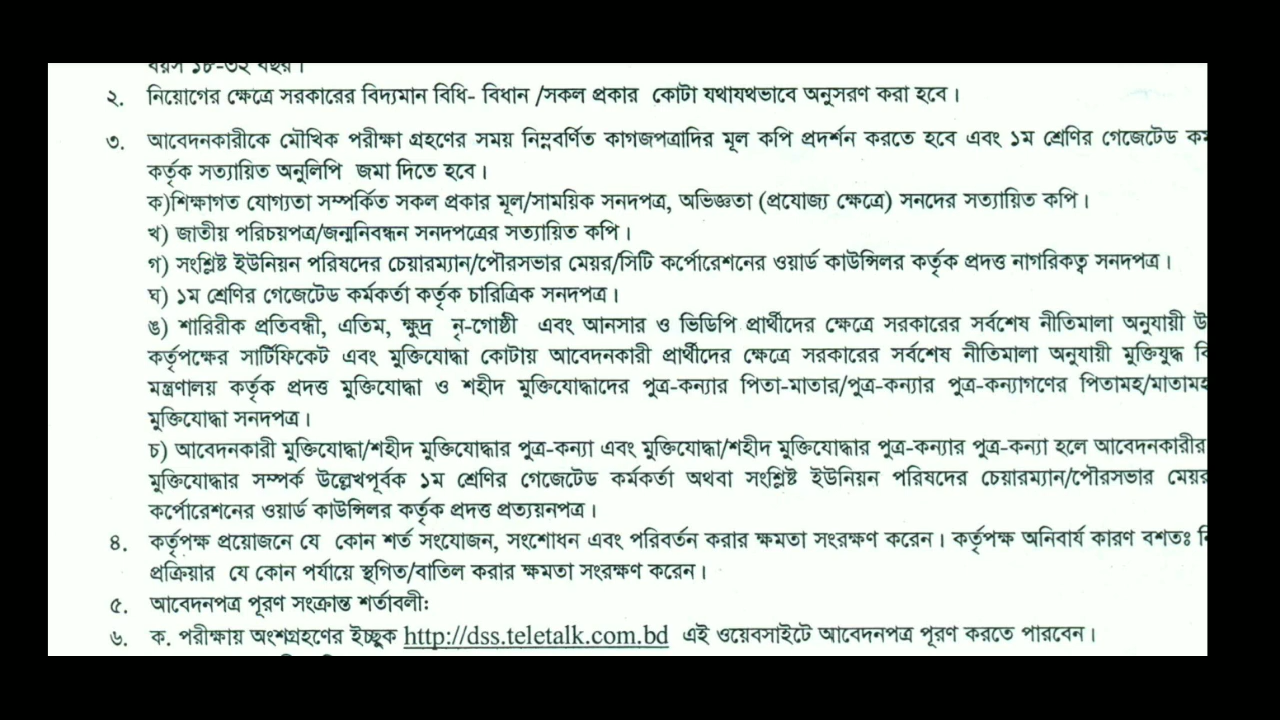 বয়স ১৮-৩২ বছর।
২. নিয়োগের ক্ষেত্রে সরকারের বিদ্যমান বিধি- বিধান /সকল প্রকার কোটা যথাযথভাবে অনুসরণ করা হবে।
৩. আবেদনকারীকে মৌখিক পরীক্ষা গ্রহণের সময় নিম্নবর্ণিত কাগজপত্রাদির মূল কপি প্রদর্শন করতে হবে এবং ১ম শ্রেণির গেজেটেড
কর্তৃক সত্যায়িত অনুলিপি জমা দিতে হবে।
ক)শিক্ষাগত যোগ্যতা সম্পর্কিত সকল প্রকার মূল/সাময়িক সনদপত্র, অভিজ্ঞতা (প্রযোজ্য ক্ষেত্রে) সনদের সত্যায়িত কপি।
খ) জাতীয় পরিচয়পত্র/জন্মনিবন্ধন সনদপত্রের সত্যায়িত কপি।
গ) সংশ্লিষ্ট ইউনিয়ন পরিষদের চেয়ারম্যান/পৌরসভার মেয়র/সিটি কর্পোরেশনের ওয়ার্ড কাউন্সিলর কর্তৃক প্রদত্ত নাগরিকত্ব সনদপত্র।
ঘ) ১ম শ্রেণির গেজেটেড কর্মকর্তা কর্তৃক চারিত্রিক সনদপত্র।
ঙ) শারিরীক প্রতিবন্ধী, এতিম, ক্ষুদ্র নৃ-গোষ্ঠী এবং আনসার ও ভিডিপি প্রার্থীদের ক্ষেত্রে সরকারের সর্বশেষ নীতিমালা অনুযায়ী
কর্তৃপক্ষের সার্টিফিকেট এবং মুক্তিযোদ্ধা কোটায় আবেদনকারী প্রার্থীদের ক্ষেত্রে সরকারের সর্বশেষ নীতিমালা অনুযায়ী মুক্তিযুদ্ধ
মন্ত্রণালয় কর্তৃক প্রদত্ত মুক্তিযোদ্ধা ও শহীদ মুক্তিযোদ্ধাদের পুত্র-কন্যার পিতা-মাতার/পুত্র-কন্যার পুত্র-কন্যাগণের পিতামহ/মাতামহ
মুক্তিযোদ্ধা সনদপত্র।
চ) আবেদনকারী মুক্তিযোদ্ধা/শহীদ মুক্তিযোদ্ধার পুত্র-কন্যা এবং মুক্তিযোদ্ধা/শহীদ মুক্তিযোদ্ধার পুত্র-কন্যার পুত্র-কন্যা হলে আবেদনকারীর
মুক্তিযোদ্ধার সম্পর্ক উল্লেখপূর্বক ১ম শ্রেণির গেজেটেড কর্মকর্তা অথবা সংশ্লিষ্ট ইউনিয়ন পরিষদের চেয়ারম্যান/পৌরসভার মেয়র
কর্পোরেশনের ওয়ার্ড কাউন্সিলর কর্তৃক প্রদত্ত প্রত্যয়নপত্র।
৪. কর্তৃপক্ষ প্রয়োজনে যে কোন শর্ত সংযোজন, সংশোধন এবং পরিবর্তন করার ক্ষমতা সংরক্ষণ করেন। কর্তৃপক্ষ অনিবার্য কারণ বশতঃ
প্রক্রিয়ার যে কোন পর্যায়ে স্থগিত/বাতিল করার ক্ষমতা সংরক্ষণ করেন।
৫. আবেদনপত্র পূরণ সংক্রান্ত শর্তাবলী:
৬. ক. পরীক্ষায় অংশগ্রহণের ইচ্ছুক http://dss.teletalk.com.bd এই ওয়েবসাইটে আবেদনপত্র পূরণ করতে পারবেন।